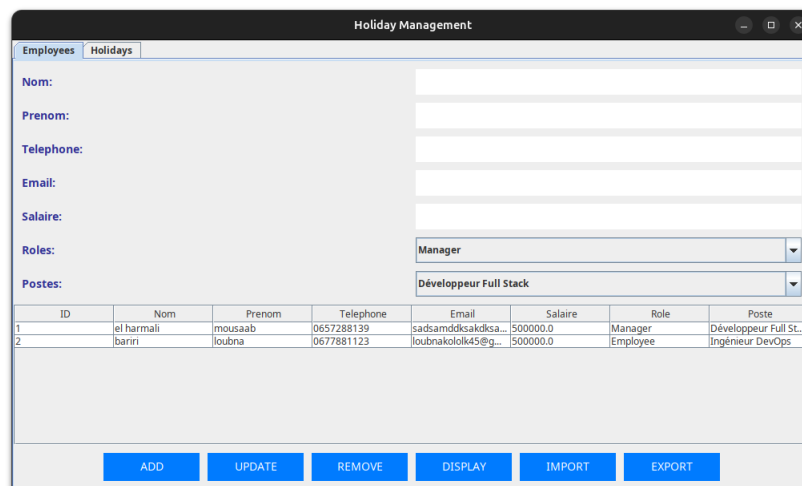 Holiday Management
Employees Holidays
Nom:
Prenom:
Telephone:
Email:
Salaire:
Roles: Manager
Postes: Développeur Full Stack
ID Nom Prenom Telephone Email Salaire Role Poste
1 el harmali mousaab 0657288139 sadsamddksakdksa... 500000.0 Manager Développeur Full St...
2 bariri loubna 0677881123 loubnakololk45@g... 500000.0 Employee Ingénieur DevOps
ADD UPDATE REMOVE DISPLAY IMPORT EXPORT